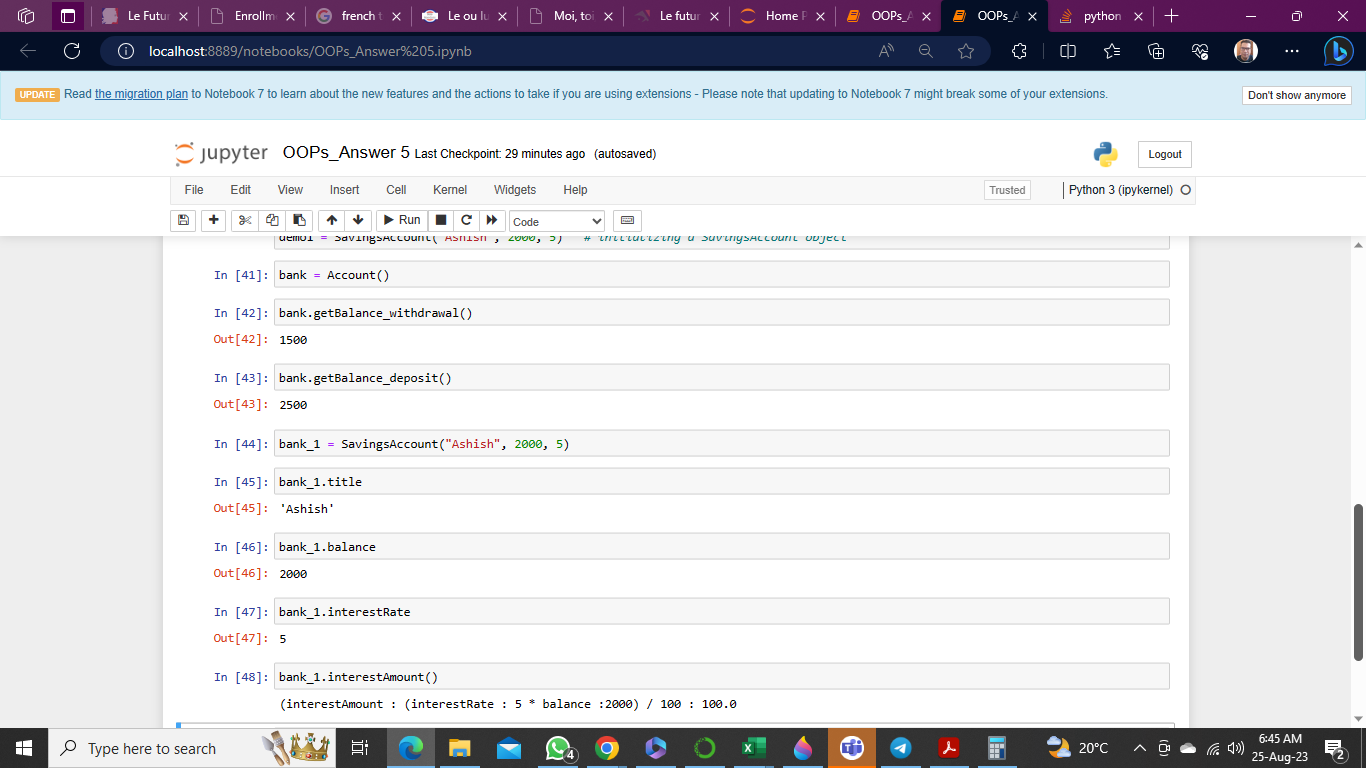 Le Futur
Enrollme
french t
Le ou lu
Moi, toi
Le futur
Home P
OOPs_A
OOPs_A
python
localhost:8889/notebooks/OOPs_Answer%205.ipynb
UPDATE Read the migration plan to Notebook 7 to learn about the new features and the actions to take if you are using extensions - Please note that updating to Notebook 7 might break some of your extensions.
Don't show anymore
jupyter OOPs_Answer 5 Last Checkpoint: 29 minutes ago (autosaved)
Logout
File Edit View Insert Cell Kernel Widgets Help
Trusted
Python 3 (ipykernel)
Run
Code
demo1 = SavingsAccount("Ashish", 2000, 5) # initializing a SavingsAccount object
In [41]: bank = Account()
In [42]: bank.getBalance_withdrawal()
Out[42]: 1500
In [43]: bank.getBalance_deposit()
Out[43]: 2500
In [44]: bank_1 = SavingsAccount("Ashish", 2000, 5)
In [45]: bank_1.title
Out[45]: 'Ashish'
In [46]: bank_1.balance
Out[46]: 2000
In [47]: bank_1.interestRate
Out[47]: 5
In [48]: bank_1.interestAmount()
(interestAmount : (interestRate : 5 * balance :2000) / 100 : 100.0
Type here to search
4
20°C
6:45 AM
25-Aug-23
2